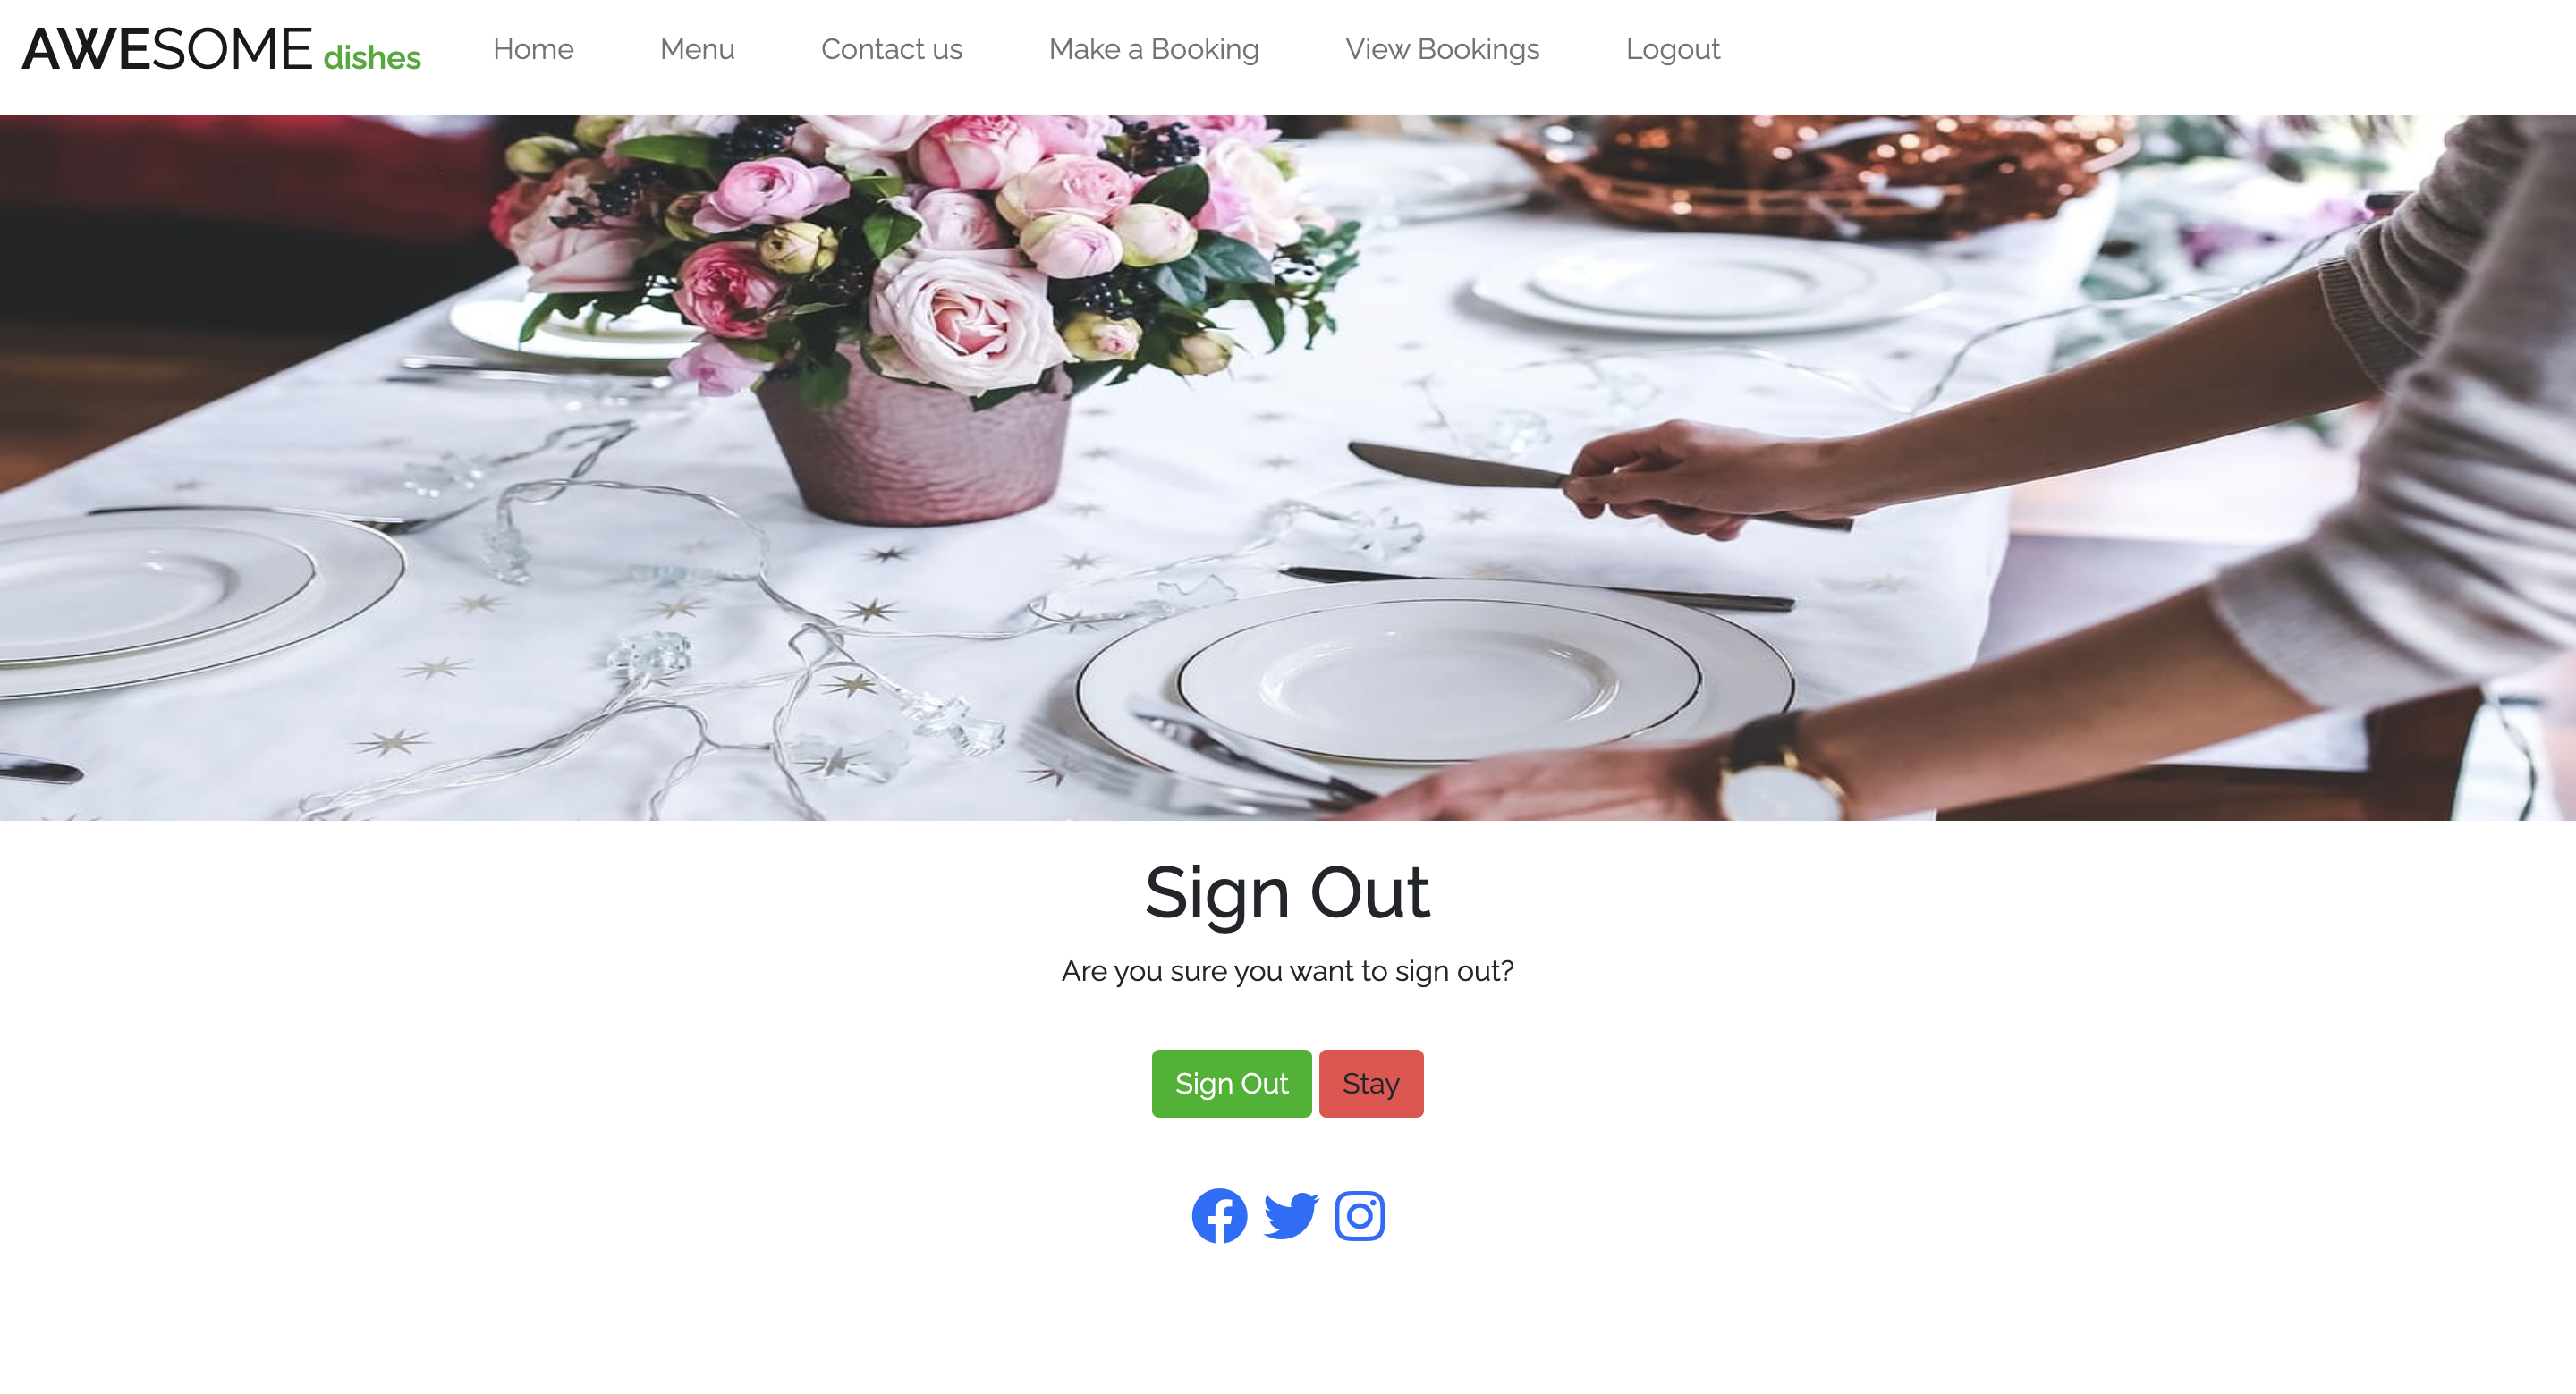 AWESOME dishes Home Menu Contact us Make a Booking View Bookings Logout
Sign Out
Are you sure you want to sign out?
Sign Out Stay